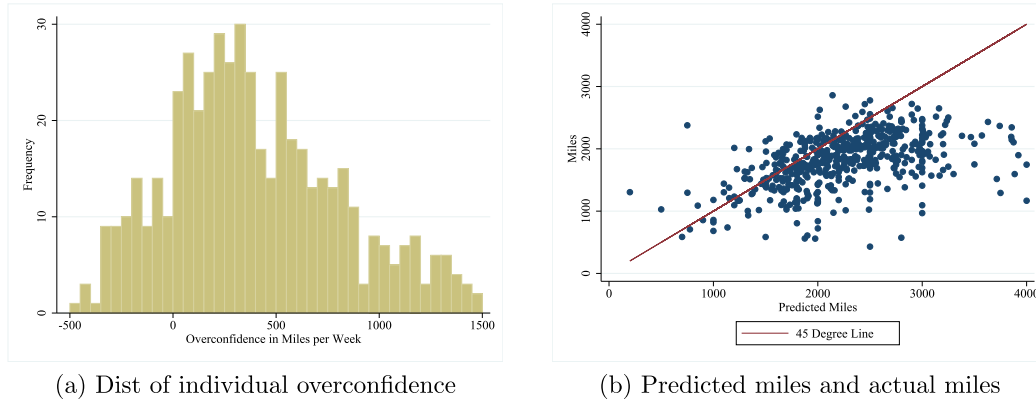 30
20
10
0
Frequency
-500 0 500 1000 1500
Overconfidence in Miles per Week
(a) Dist of individual overconfidence
4000
3000
2000
1000
0
Miles
0 1000 2000 3000 4000
Predicted Miles
45 Degree Line
(b) Predicted miles and actual miles